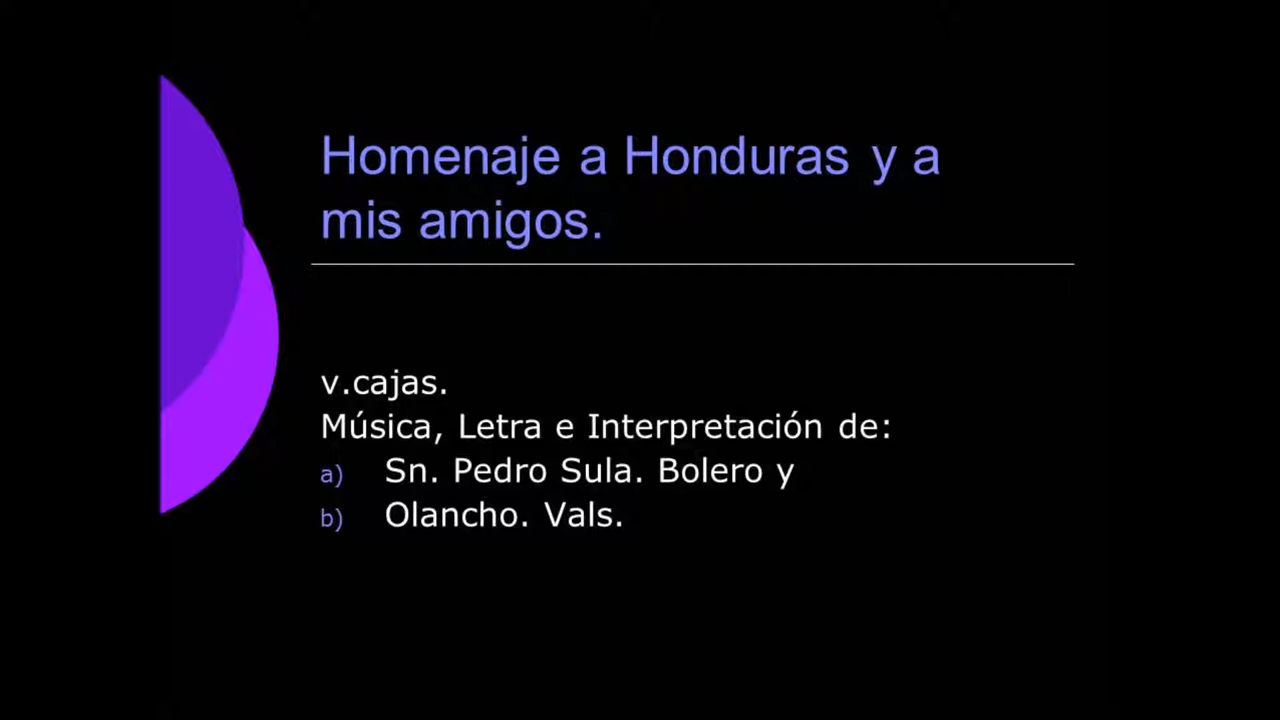 Homenaje a Honduras y a
mis amigos.
v.cajas.
Música, Letra e Interpretación de:
a) Sn. Pedro Sula. Bolero y
b) Olancho. Vals.